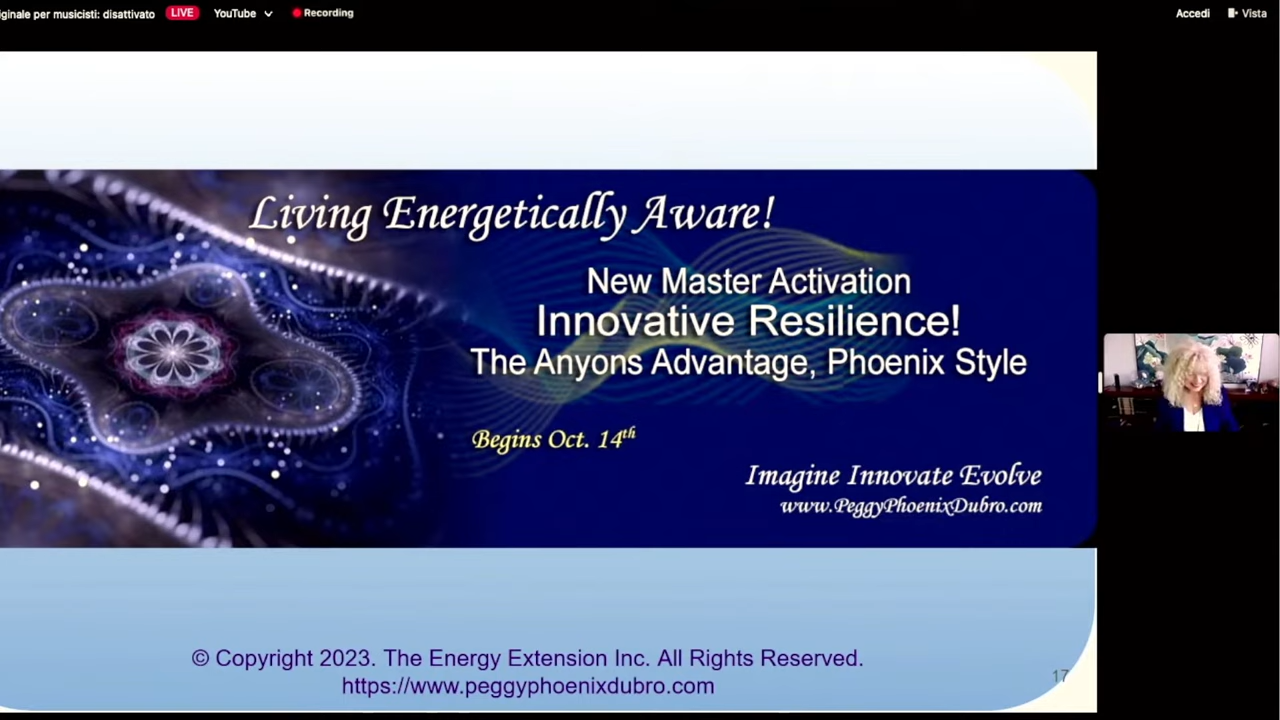 iginale per musicisti: disattivato LIVE YouTube Recording Accedi Vista
Living Energetically Aware!
New Master Activation
Innovative Resilience!
The Anyons Advantage, Phoenix Style
Begins Oct. 14th
Imagine Innovate Evolve
www.PeggyPhoenixDubro.com
© Copyright 2023. The Energy Extension Inc. All Rights Reserved.
https://www.peggyphoenixdubro.com
17